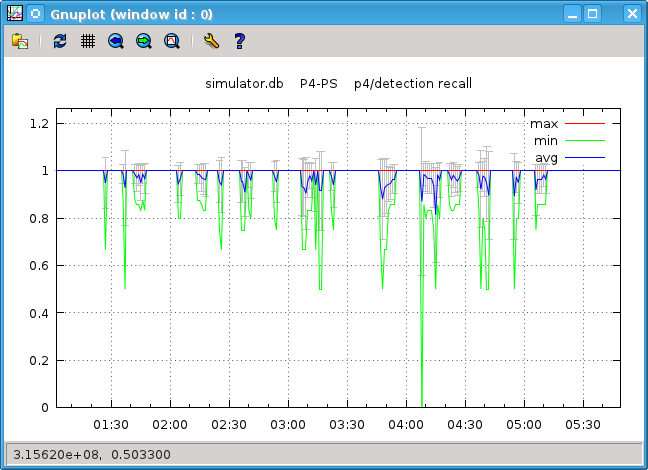 Gnuplot (window id : 0)
simulator.db P4-PS p4/detection recall
max
min
avg
1.2
1
0.8
0.6
0.4
0.2
0
01:30 02:00 02:30 03:00 03:30 04:00 04:30 05:00 05:30
3.15620e+08, 0.503300